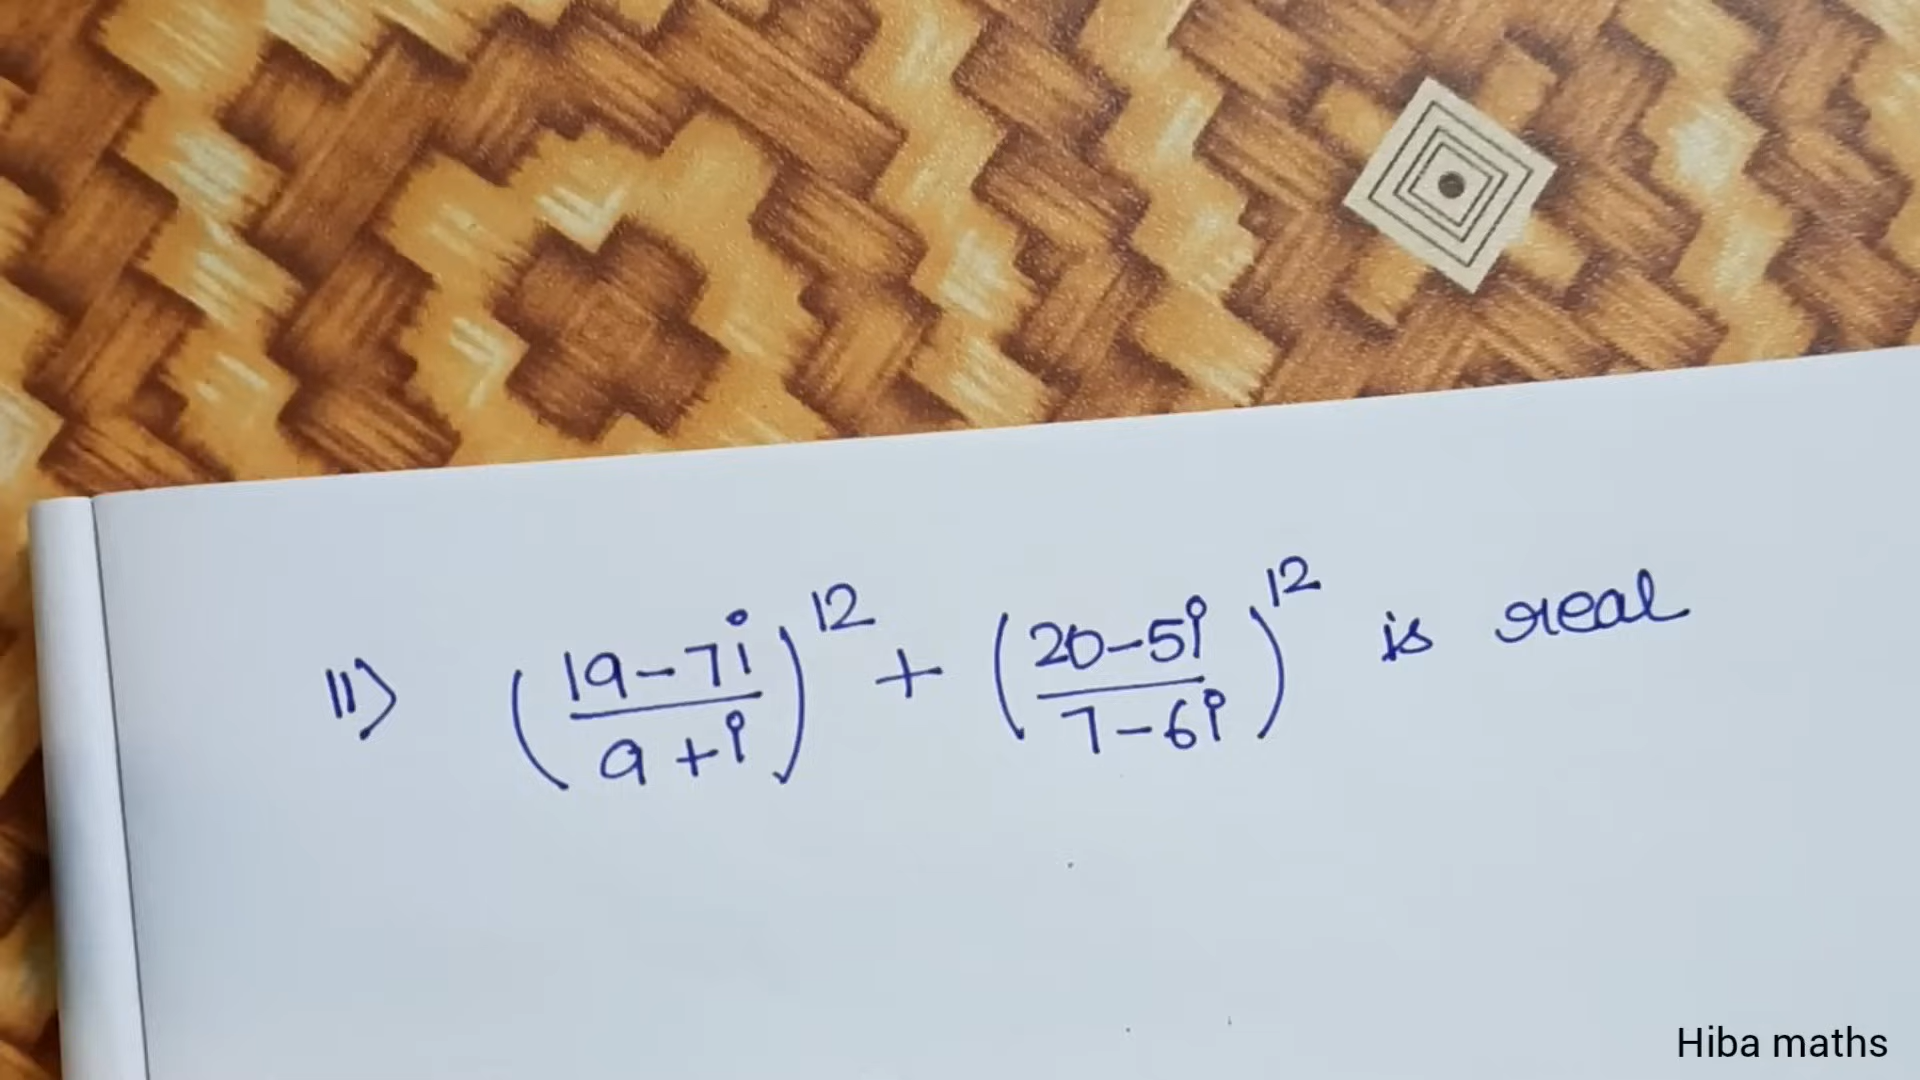 11) ((19-7i)/(9+i))^12 + ((20-5i)/(7-6i))^12 is real
Hiba maths